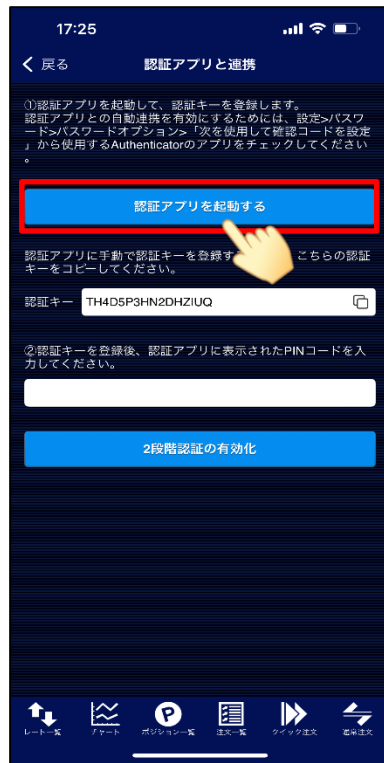 17:25
戻る 認証アプリと連携
①認証アプリを起動して、認証キーを登録します。
認証アプリとの自動連携を有効にするためには、設定>パスワ
ード>パスワードオプション>「次を使用して確認コードを設定
」から使用するAuthenticatorのアプリをチェックしてください
。
認証アプリを起動する
認証アプリに手動で認証キーを登録す こちらの認証
キーをコピーしてください。
認証キー TH4D5P3HN2DHZIUQ
②認証キーを登録後、認証アプリに表示されたPINコードを入
力してください。
2段階認証の有効化
レート一覧 チャート ポジション一覧 注文一覧 クイック注文 通常注文